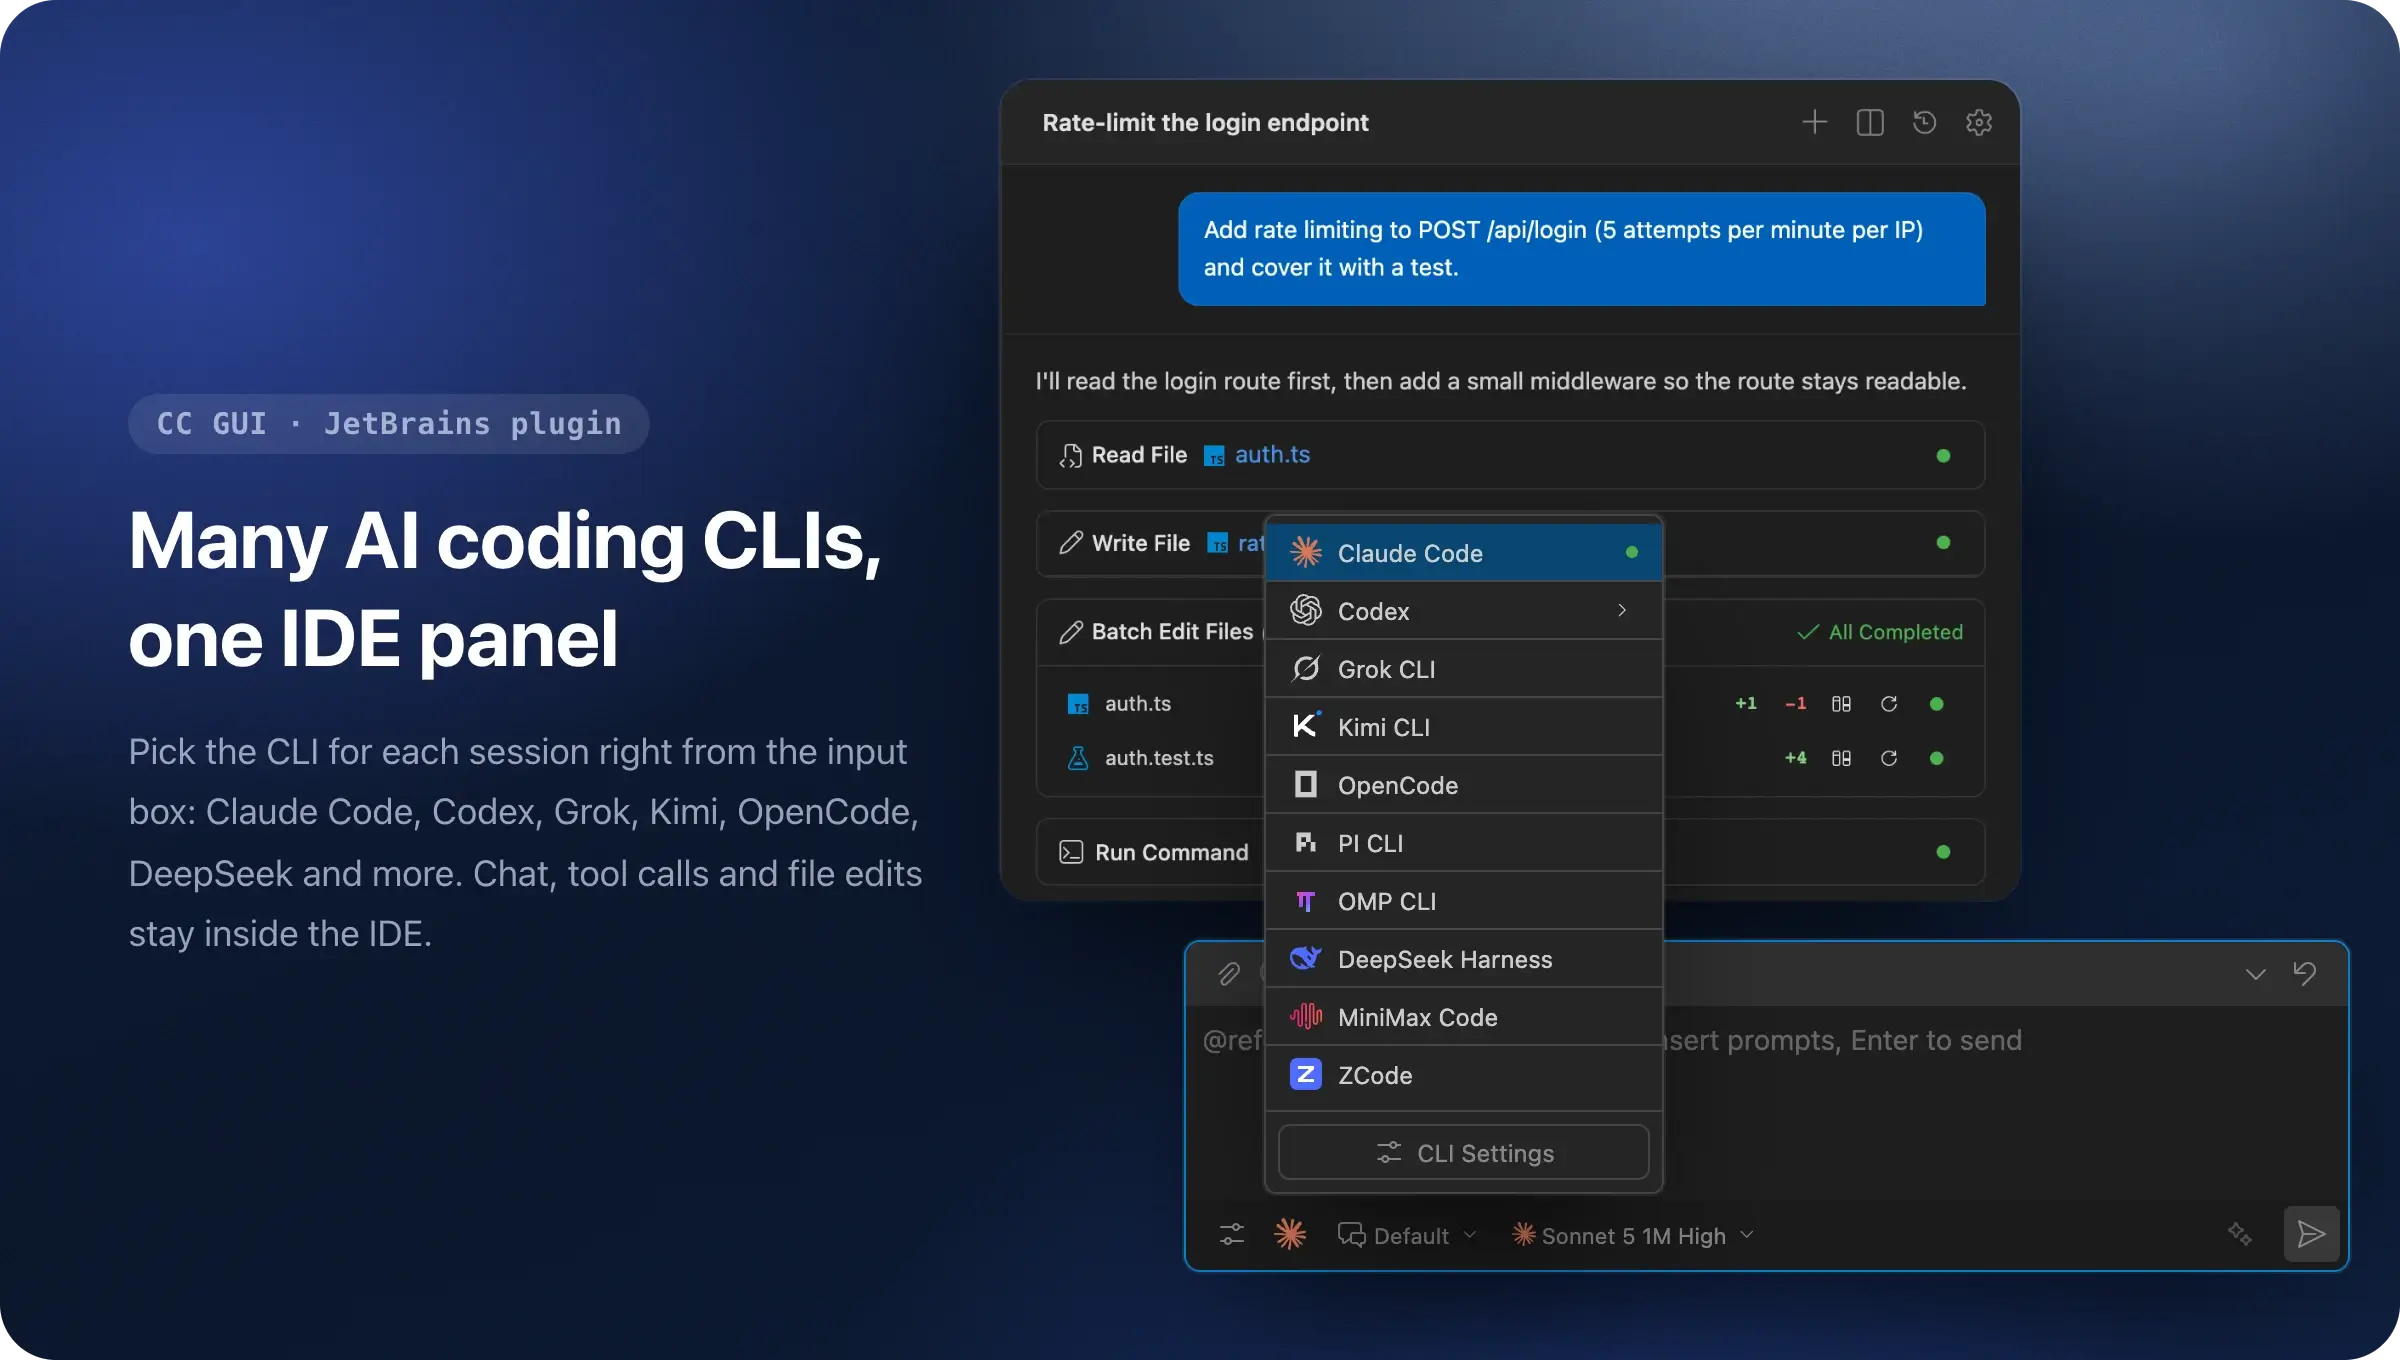 CC GUI · JetBrains plugin
Many AI coding CLIs,
one IDE panel
Pick the CLI for each session right from the input
box: Claude Code, Codex, Grok, Kimi, OpenCode,
DeepSeek and more. Chat, tool calls and file edits
stay inside the IDE.
Rate-limit the login endpoint
Add rate limiting to POST /api/login (5 attempts per minute per IP)
and cover it with a test.
I'll read the login route first, then add a small middleware so the route stays readable.
Read File TS auth.ts
Write File TS
Batch Edit Files
All Completed
TS auth.ts
+1 -1
auth.test.ts
+4
Run Command
Claude Code
Codex
Grok CLI
Kimi CLI
OpenCode
PI CLI
OMP CLI
DeepSeek Harness
MiniMax Code
ZCode
CLI Settings
prompts, Enter to send
Default
Sonnet 5 1M High